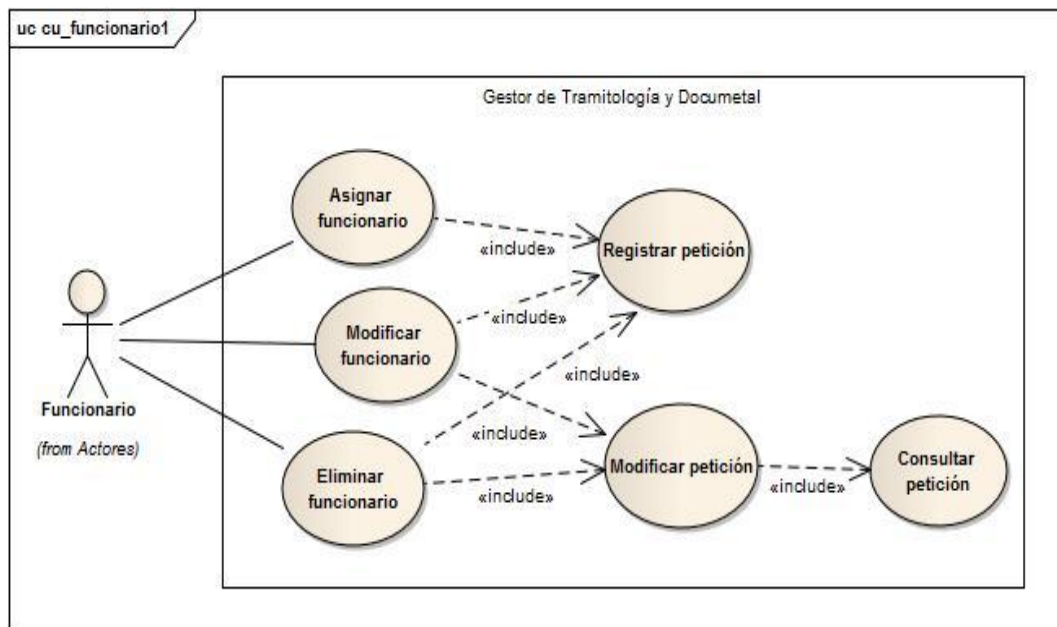 uc cu_funcionario1
Gestor de Tramitología y Documetal
Asignar
funcionario
«include»
Registrar petición
Modificar
funcionario
«include»
«include»
Funcionario
(from Actores)
«include»
Eliminar
funcionario
«include»
Modificar petición
«include»
Consultar
petición